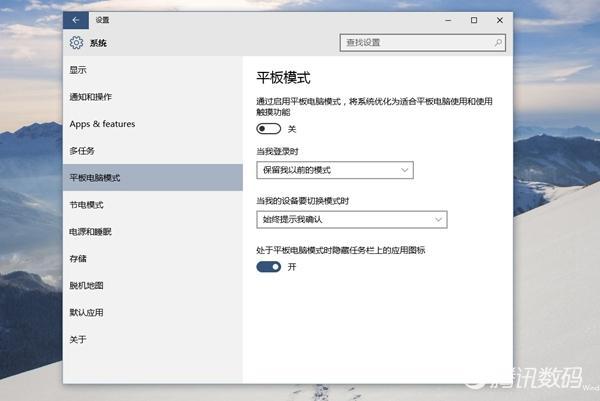 设置
系统
查找设置
显示
通知和操作
Apps & features
多任务
平板电脑模式
节电模式
电源和睡眠
存储
脱机地图
默认应用
关于
平板模式
通过启用平板电脑模式，将系统优化为适合平板电脑使用和使用
触摸功能
关
当我登录时
保留我以前的模式
当我的设备要切换模式时
始终提示我确认
处于平板电脑模式时隐藏任务栏上的应用图标
开
腾讯数码
Wind